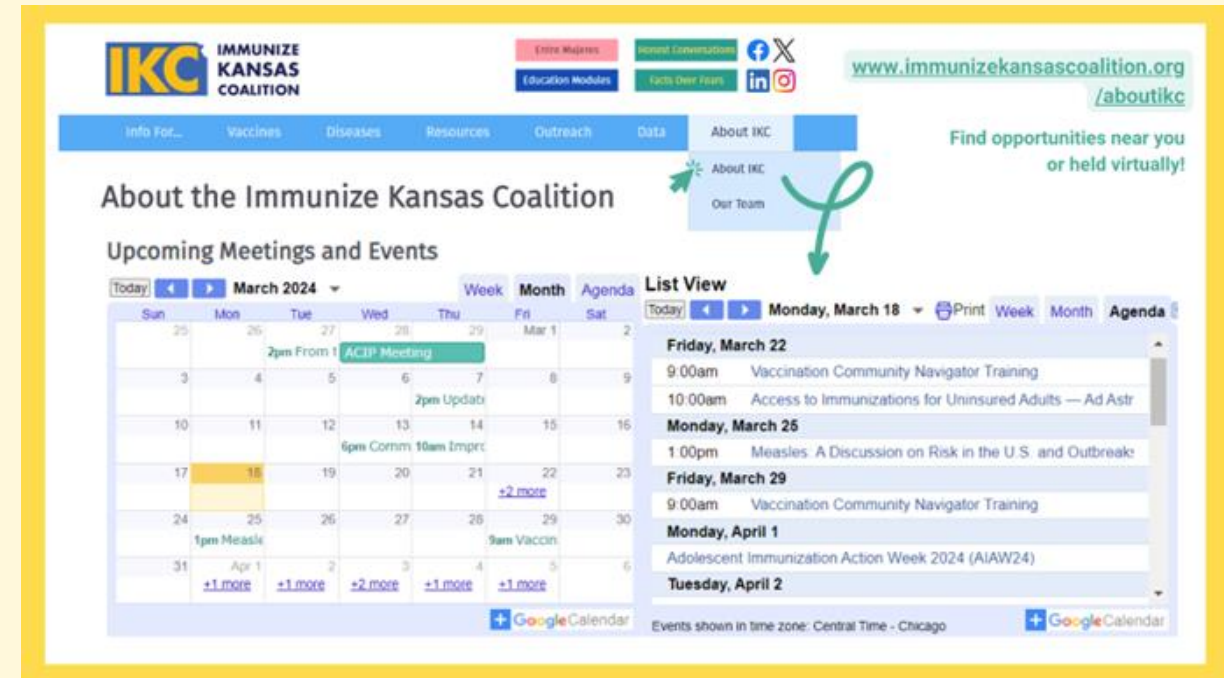 IKC IMMUNIZE
KANSAS
COALITION
Entre Mujeres
Honest Conversations
Education Modules
Facts Over Fears
www.immunizekansascoalition.org
/aboutikc
Find opportunities near you
or held virtually!
Info For... Vaccines Diseases Resources Outreach Data About IKC
About IKC
Our Team
About the Immunize Kansas Coalition
Upcoming Meetings and Events
Today March 2024 Week Month Agenda
Sun Mon Tue Wed Thu Fri Sat
25 26 27 28 29 Mar 1 2
2pm From t ACIP Meeting
3 4 5 6 7 8 9
2pm Updat
10 11 12 13 14 15 16
6pm Comm 10am Impro
17 18 19 20 21 22 23
+2 more
24 25 26 27 28 29 30
1pm Measle 9am Vaccin
31 Apr 1 2 3 4 5 6
+1 more +1 more +2 more +1 more +1 more
GoogleCalendar
List View
Today Monday, March 18 Print Week Month Agenda
Friday, March 22
9:00am Vaccination Community Navigator Training
10:00am Access to Immunizations for Uninsured Adults — Ad Astr
Monday, March 25
1:00pm Measles: A Discussion on Risk in the U.S. and Outbreaks
Friday, March 29
9:00am Vaccination Community Navigator Training
Monday, April 1
Adolescent Immunization Action Week 2024 (AIAW24)
Tuesday, April 2
Events shown in time zone: Central Time - Chicago
GoogleCalendar